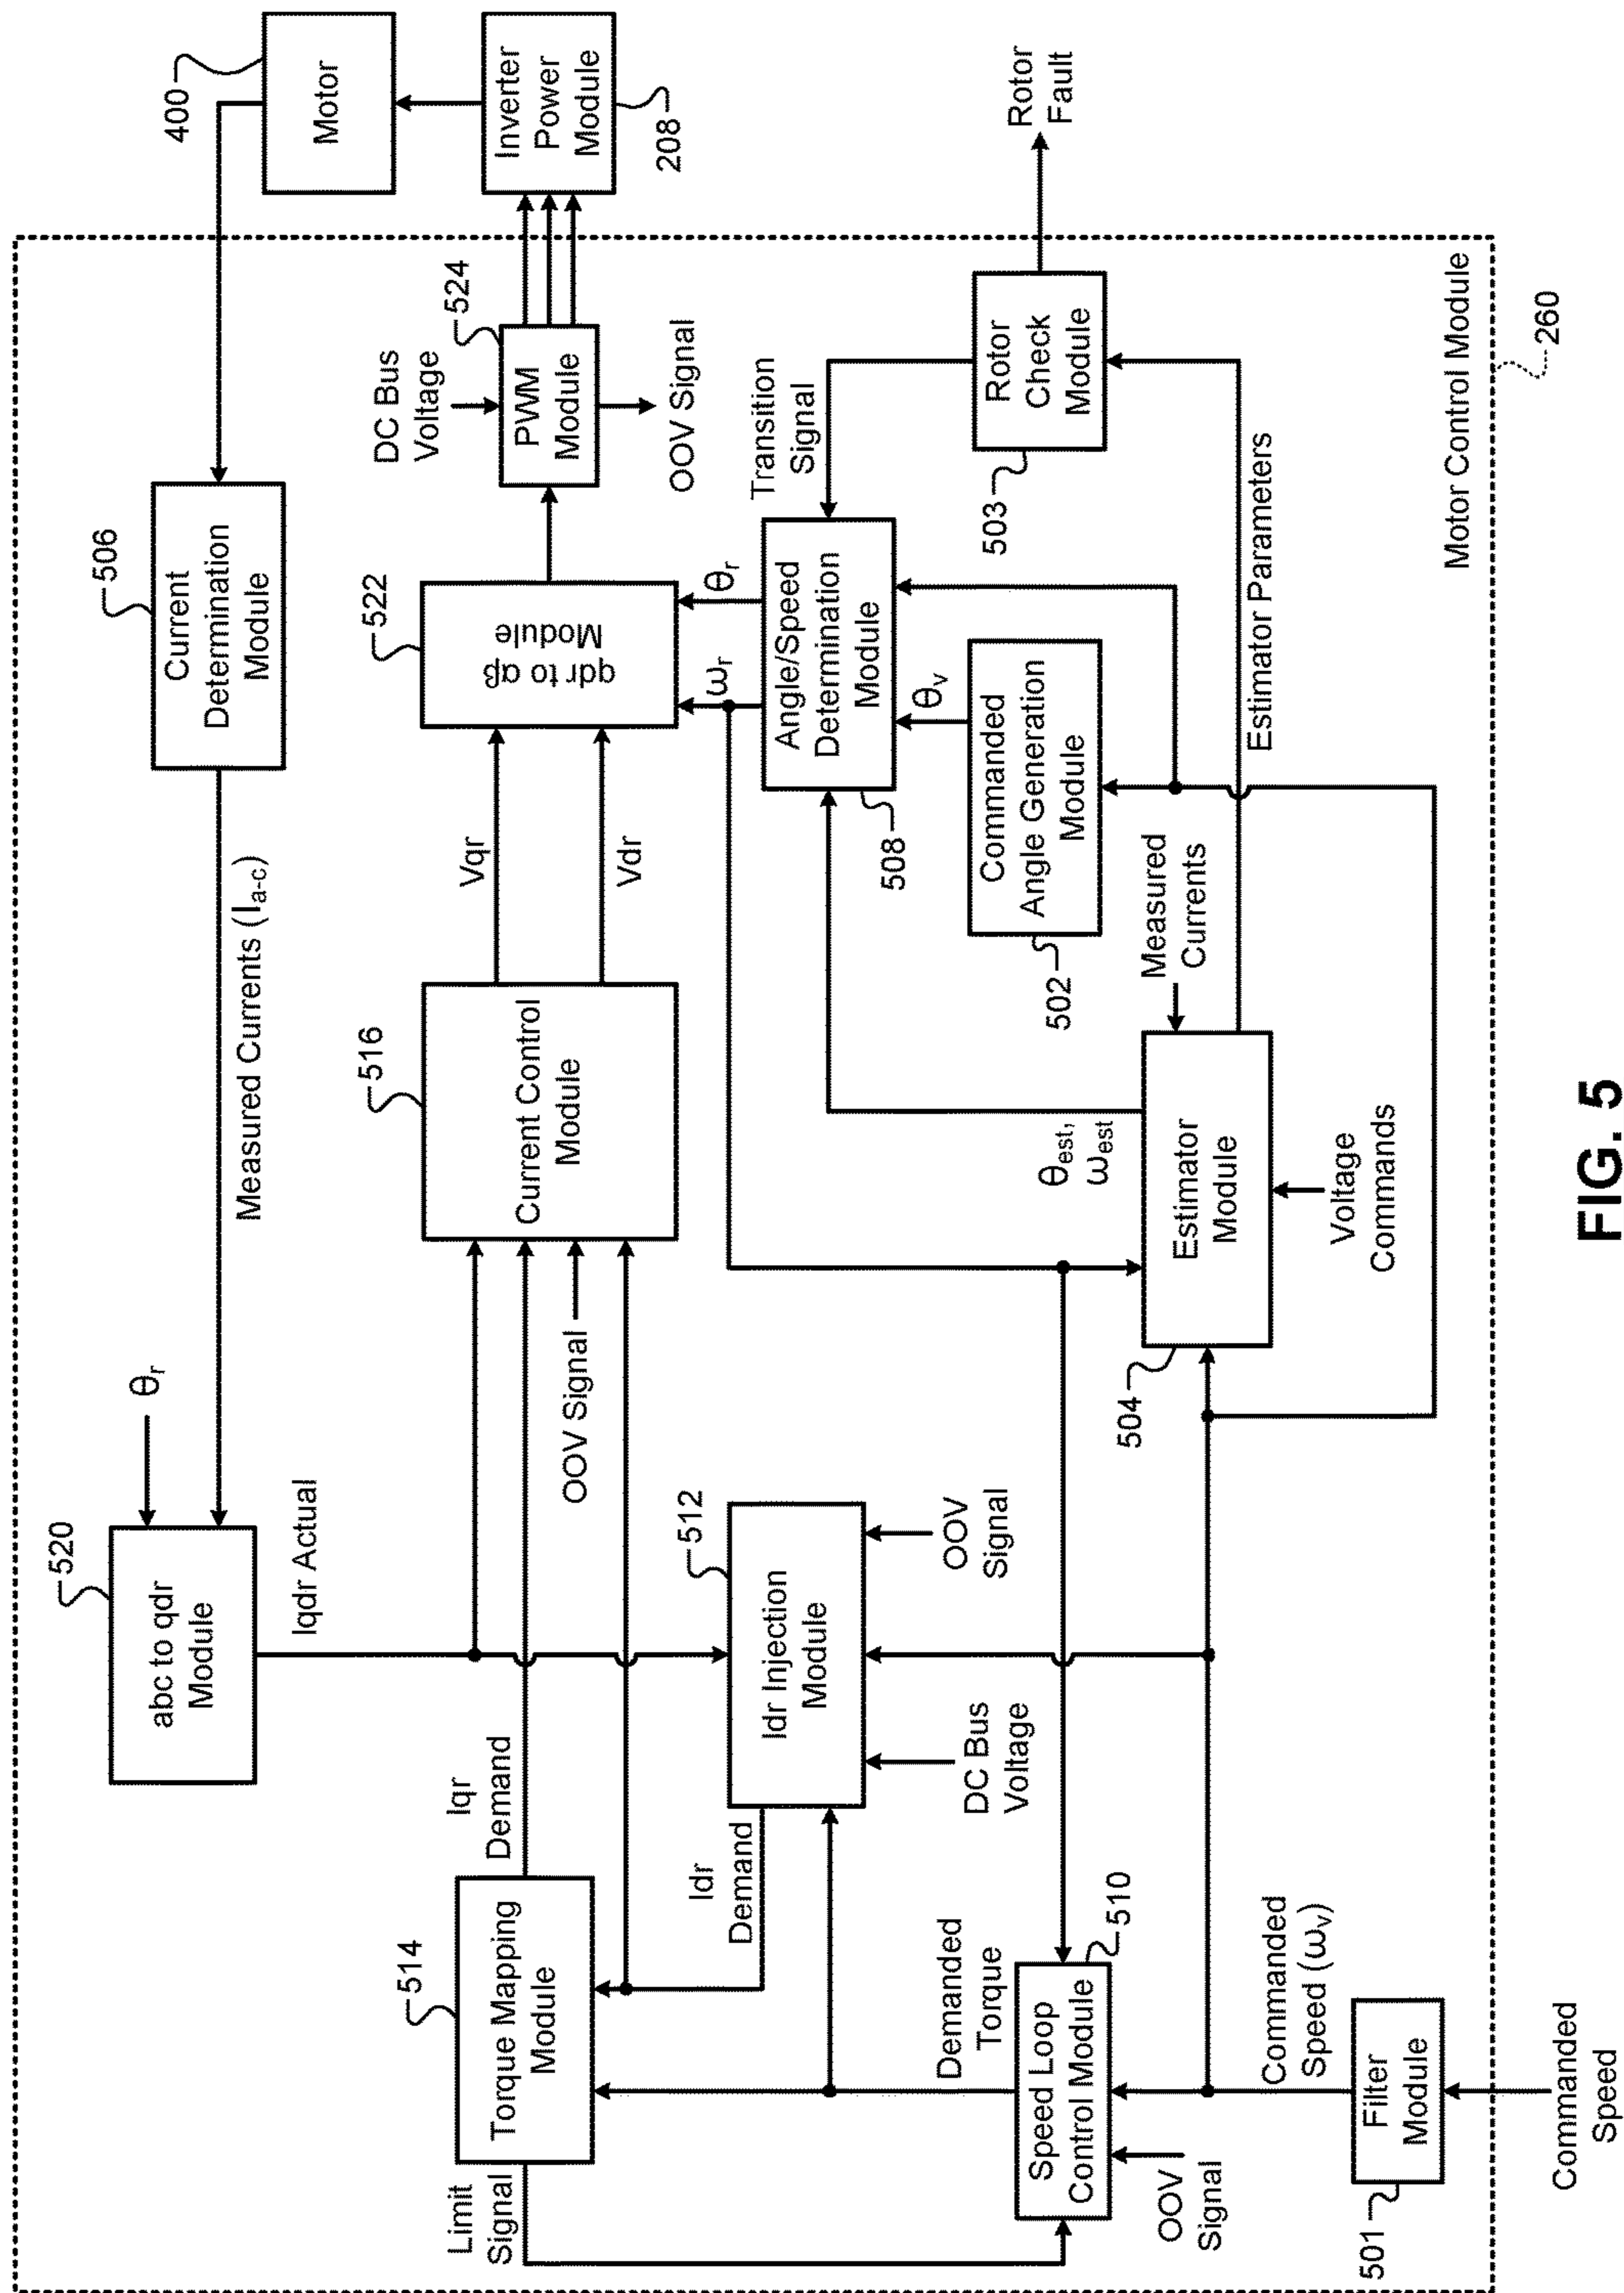 400
Motor
Inverter
Power
Module
208
506
Current
Determination
Module
Measured Currents (Ia-c)
520
abc to qdr
Module
θr
Iqdr Actual
524
DC Bus
Voltage
PWM
Module
OOV Signal
522
qdr to αβ
Module
Vqr
Vdr
516
Current Control
Module
OOV Signal
Iqr
Demand
514
Torque Mapping
Module
Limit
Signal
Idr
Demand
512
Idr Injection
Module
OOV
Signal
DC Bus
Voltage
ωr
θr
Angle/Speed
Determination
Module
508
Transition
Signal
Rotor
Check
Module
503
Rotor
Fault
θv
Commanded
Angle Generation
Module
502
Measured
Currents
Estimator Parameters
θest,
ωest
Estimator
Module
504
Voltage
Commands
Demanded
Torque
Speed Loop
Control Module
510
OOV
Signal
Commanded
Speed (ωv)
Filter
Module
501
Commanded
Speed
Motor Control Module
260
FIG. 5